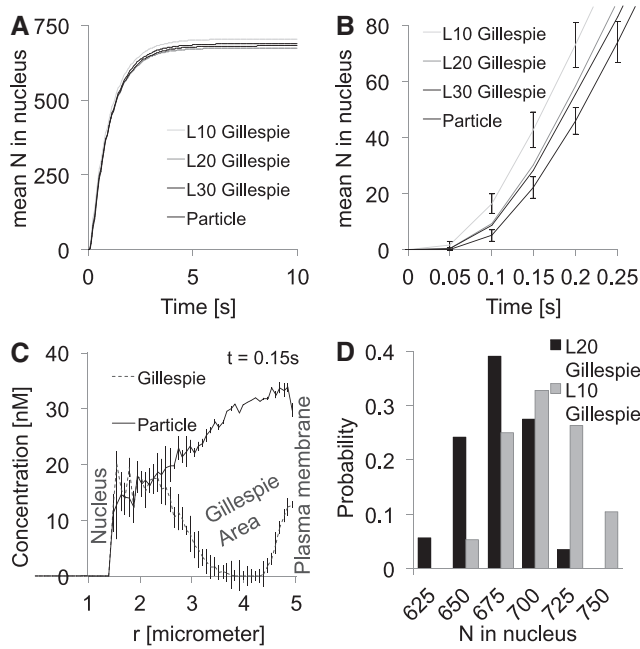 A
mean N in nucleus
750
500
250
0
L10 Gillespie
L20 Gillespie
L30 Gillespie
Particle
0
5
10
Time [s]
B
mean N in nucleus
80
60
40
20
0
L10 Gillespie
L20 Gillespie
L30 Gillespie
Particle
0
0.05
0.1
0.15
0.2
0.25
Time [s]
C
Concentration [nM]
40
30
20
10
0
t = 0.15s
Gillespie
Particle
Nucleus
Gillespie
Area
Plasma membrane
1
2
3
4
5
r [micrometer]
D
Probability
0.4
0.3
0.2
0.1
0
L20
Gillespie
L10
Gillespie
625
650
675
700
725
750
N in nucleus